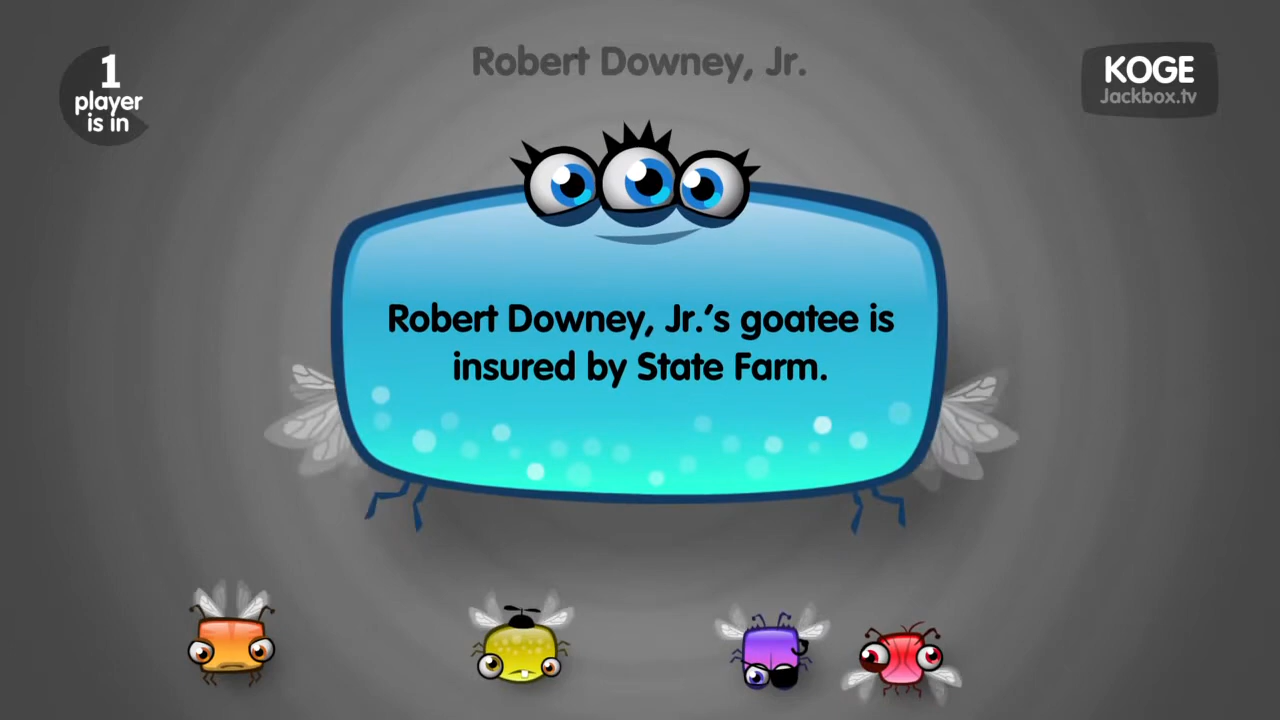 Robert Downey, Jr.
1
player
is in
KOGE
Jackbox.tv
Robert Downey, Jr.'s goatee is
insured by State Farm.